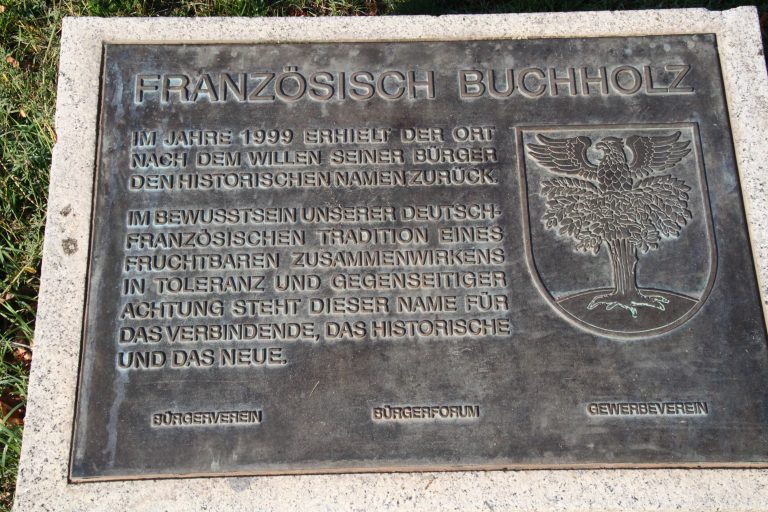 FRANZÖSISCH BUCHHOLZ
IM JAHRE 1999 ERHIELT DER ORT
NACH DEM WILLEN SEINER BÜRGER
DEN HISTORISCHEN NAMEN ZURÜCK.
IM BEWUSSTSEIN UNSERER DEUTSCH-
FRANZÖSISCHEN TRADITION EINES
FRUCHTBAREN ZUSAMMENWIRKENS
IN TOLERANZ UND GEGENSEITIGER
ACHTUNG STEHT DIESER NAME FÜR
DAS VERBINDENDE, DAS HISTORISCHE
UND DAS NEUE.
BÜRGERVEREIN BÜRGERFORUM GEWERBEVEREIN